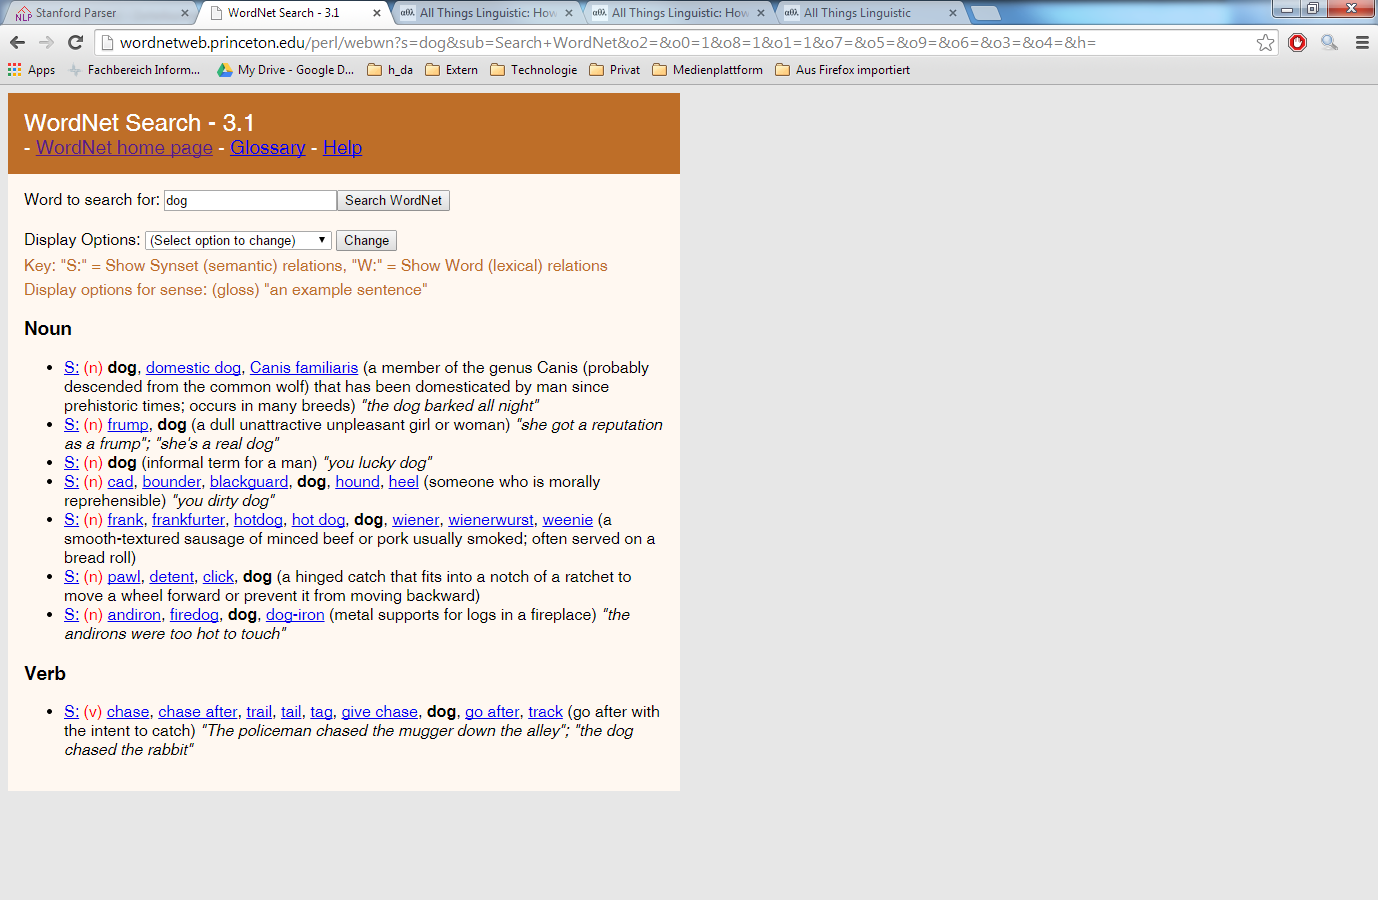 Stanford Parser
WordNet Search - 3.1
All Things Linguistic: How
All Things Linguistic: How
All Things Linguistic
wordnetweb.princeton.edu/perl/webwn?s=dog&sub=Search+WordNet&o2=&o0=1&o8=1&o1=1&o7=&o5=&o9=&o6=&o3=&o4=&h=
Apps Fachbereich Inform... My Drive - Google D... h_da Extern Technologie Privat Medienplattform Aus Firefox importiert
WordNet Search - 3.1
- WordNet home page - Glossary - Help
Word to search for: dog Search WordNet
Display Options: (Select option to change) Change
Key: "S:" = Show Synset (semantic) relations, "W:" = Show Word (lexical) relations
Display options for sense: (gloss) "an example sentence"
Noun
• S: (n) dog, domestic dog, Canis familiaris (a member of the genus Canis (probably
descended from the common wolf) that has been domesticated by man since
prehistoric times; occurs in many breeds) "the dog barked all night"
• S: (n) frump, dog (a dull unattractive unpleasant girl or woman) "she got a reputation
as a frump"; "she's a real dog"
• S: (n) dog (informal term for a man) "you lucky dog"
• S: (n) cad, bounder, blackguard, dog, hound, heel (someone who is morally
reprehensible) "you dirty dog"
• S: (n) frank, frankfurter, hotdog, hot dog, dog, wiener, wienerwurst, weenie (a
smooth-textured sausage of minced beef or pork usually smoked; often served on a
bread roll)
• S: (n) pawl, detent, click, dog (a hinged catch that fits into a notch of a ratchet to
move a wheel forward or prevent it from moving backward)
• S: (n) andiron, firedog, dog, dog-iron (metal supports for logs in a fireplace) "the
andirons were too hot to touch"
Verb
• S: (v) chase, chase after, trail, tail, tag, give chase, dog, go after, track (go after with
the intent to catch) "The policeman chased the mugger down the alley"; "the dog
chased the rabbit"